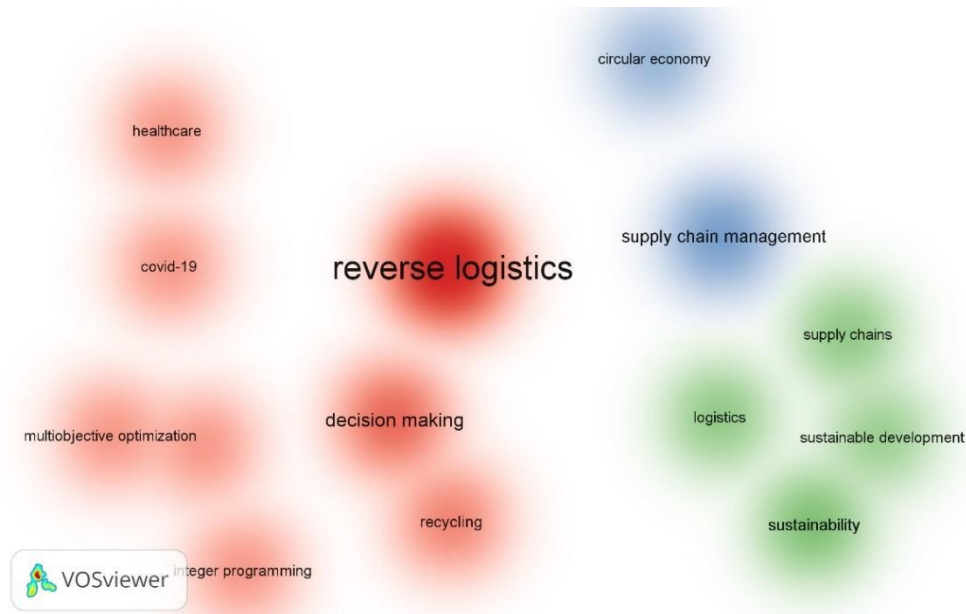 circular economy
healthcare
supply chain management
covid-19
reverse logistics
supply chains
decision making
logistics
multiobjective optimization
sustainable development
recycling
sustainability
integer programming
VOSviewer